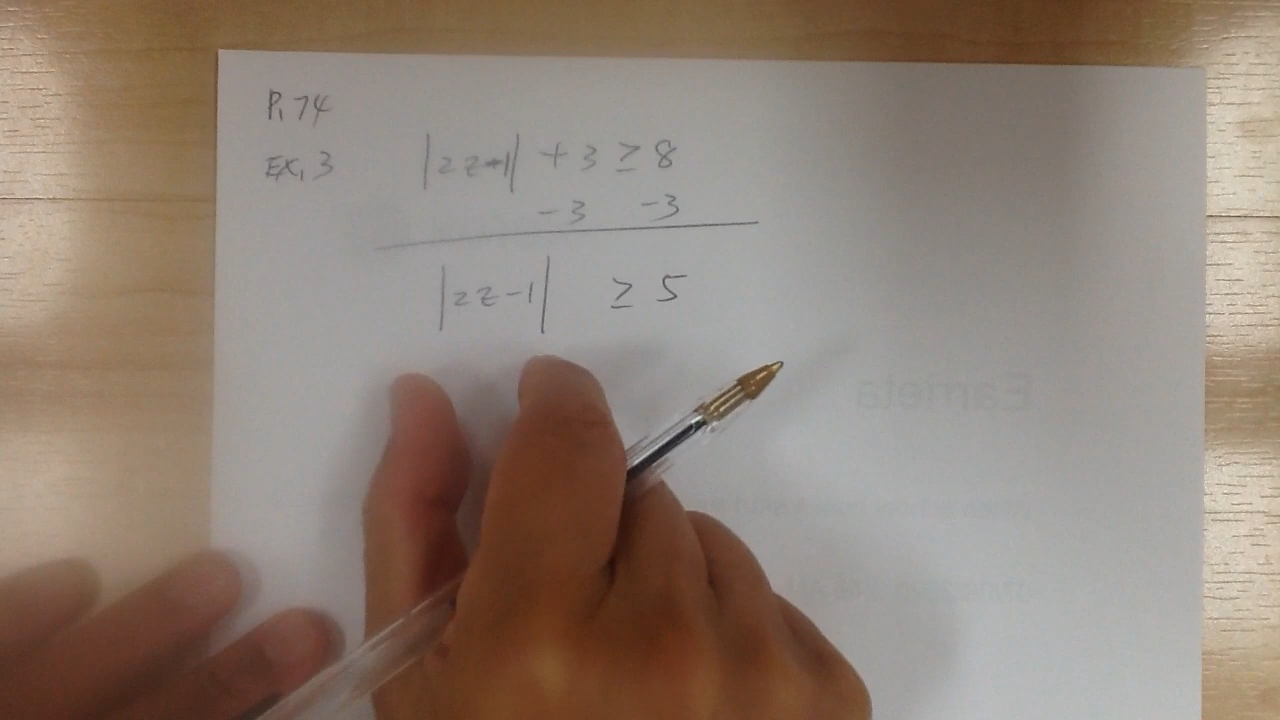 P. 74
EX. 3 |2z-1| + 3 ≥ 8
-3 -3
|2z-1| ≥ 5